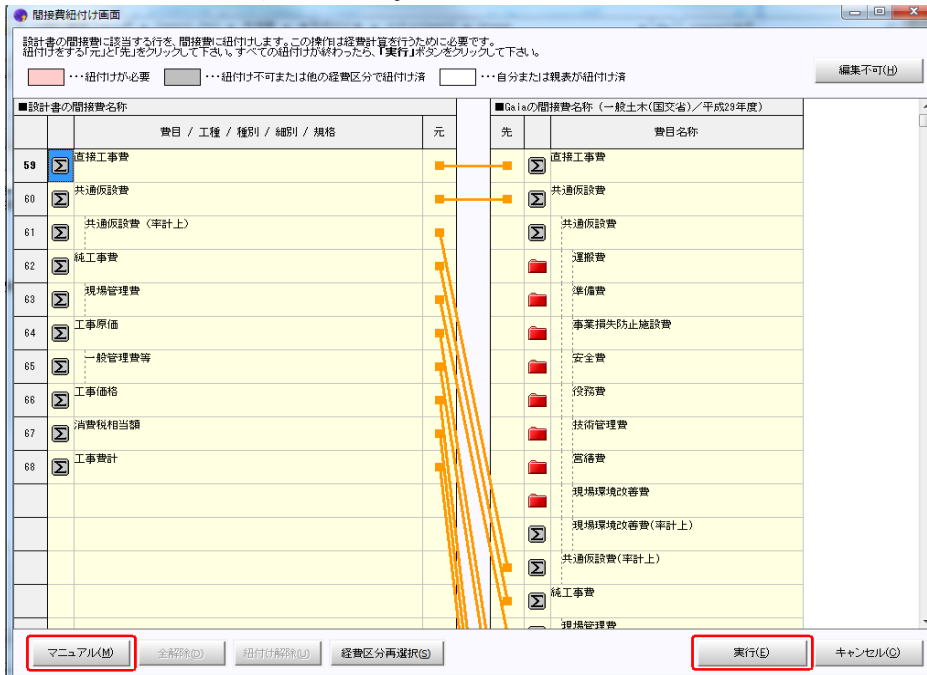 間接費紐付け画面
設計書の間接費に該当する行を、間接費に紐付けします。この操作は経費計算を行うために必要です。
紐付けをする「元」と「先」をクリックして下さい。すべての紐付けが終わったら、「実行」ボタンをクリックして下さい。
・・・紐付けが必要 ・・・紐付け不可または他の経費区分で紐付け済 ・・・自分または親表が紐付け済
編集不可(H)
■設計書の間接費名称
■Gaiaの間接費名称（一般土木(国交省)／平成29年度）
費目 / 工種 / 種別 / 細別 / 規格 元 先 費目名称
59 直接工事費 直接工事費
60 共通仮設費 共通仮設費
61 共通仮設費（率計上） 共通仮設費
62 純工事費 運搬費
63 現場管理費 準備費
64 工事原価 事業損失防止施設費
65 一般管理費等 安全費
66 工事価格 役務費
67 消費税相当額 技術管理費
68 工事費計 営繕費
現場環境改善費
現場環境改善費(率計上)
共通仮設費(率計上)
純工事費
現場管理費
マニュアル(M) 全解除(D) 紐付け解除(U) 経費区分再選択(S) 実行(E) キャンセル(C)